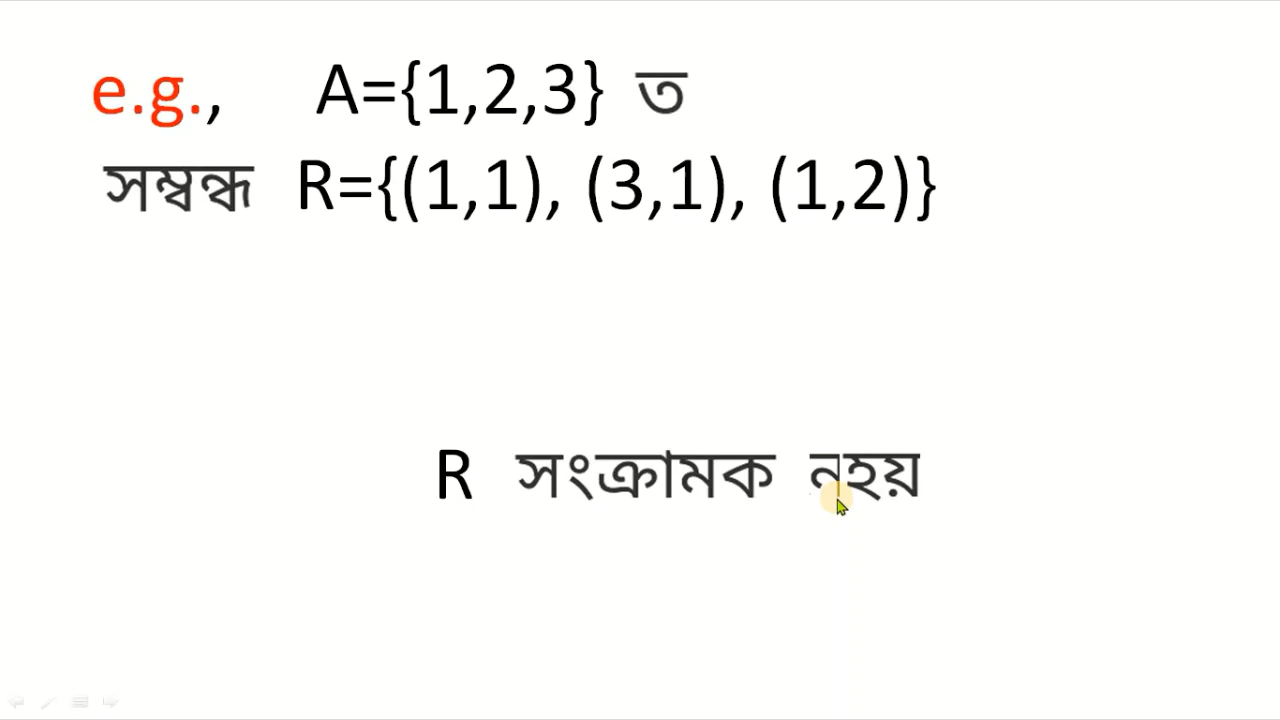 e.g., A={1,2,3} ত
সম্বন্ধ R={(1,1), (3,1), (1,2)}
R সংক্ৰামক নহয়